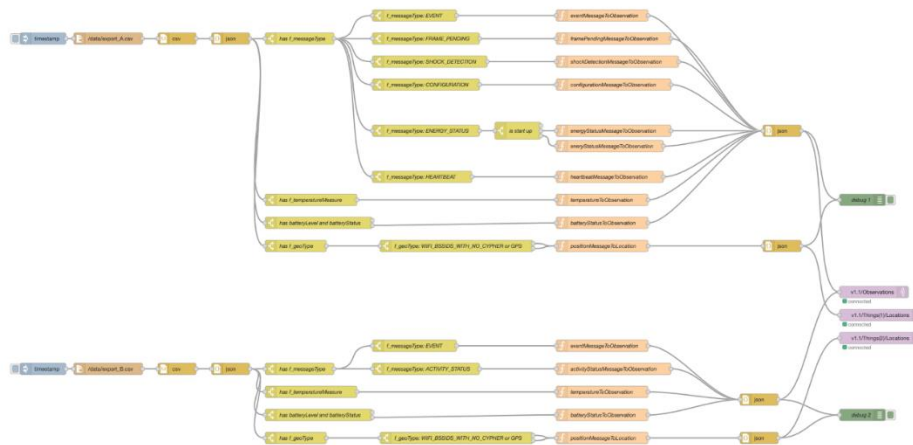 f_messageType: EVENT
eventMessageToObservation
timestamp
/data/export_A.csv
csv
json
has f_messageType
f_messageType: FRAME_PENDING
framePendingMessageToObservation
f_messageType: SHOCK_DETECTION
shockDetectionMessageToObservation
f_messageType: CONFIGURATION
configurationMessageToObservation
f_messageType: ENERGY_STATUS
is start up
energyStatusMessageToObservation
json
eneryStatusMessageToObservation
f_messageType: HEARTBEAT
heartbeatMessageToObservation
has f_temperatureMeasure
temperatureToObservation
debug 1
has batteryLevel and batteryStatus
batteryStatusToObservation
has f_geoType
f_geoType: WIFI_BSSIDS_WITH_NO_CYPHER or GPS
positionMessageToLocation
json
v1.1/Observations
connected
v1.1/Things(1)/Locations
connected
v1.1/Things(2)/Locations
connected
f_messageType: EVENT
eventMessageToObservation
timestamp
/data/export_B.csv
csv
json
has f_messageType
f_messageType: ACTIVITY_STATUS
activityStatusMessageToObservation
has f_temperatureMeasure
temperatureToObservation
json
has batteryLevel and batteryStatus
batteryStatusToObservation
debug 2
has f_geoType
f_geoType: WIFI_BSSIDS_WITH_NO_CYPHER or GPS
positionMessageToLocation
json